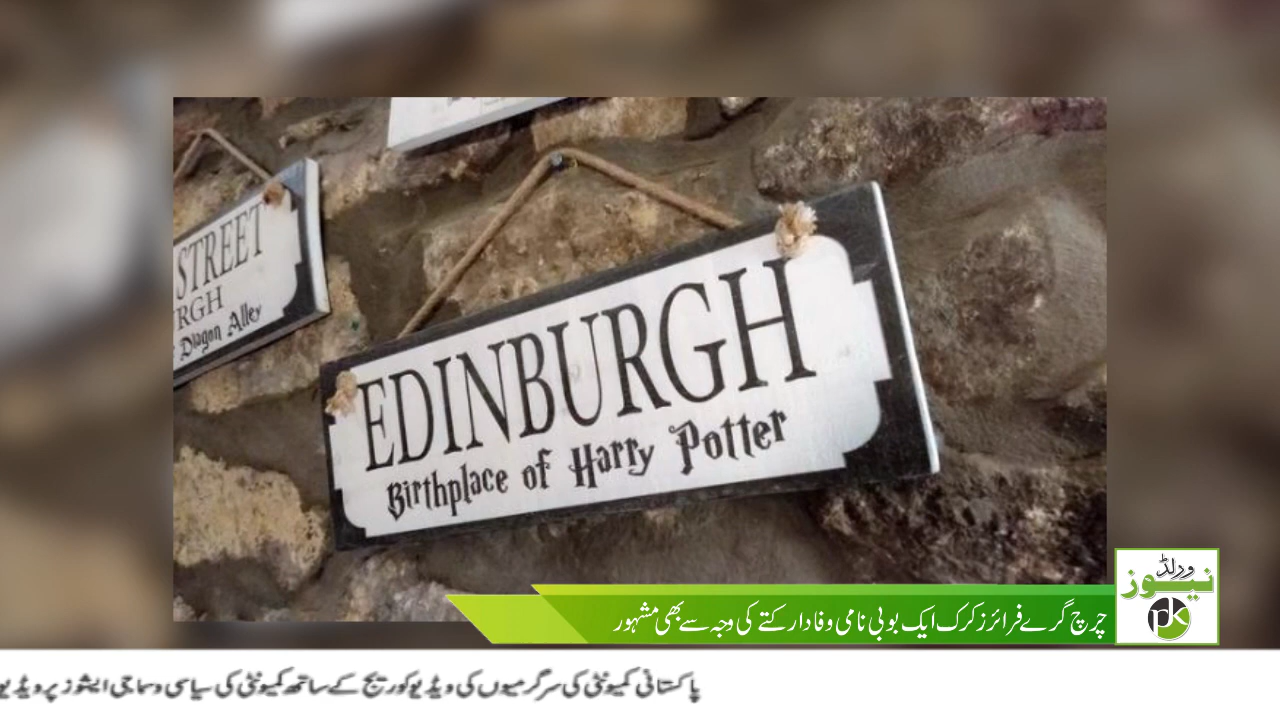 STREET
RGH
Diagon Alley
EDINBURGH
Birthplace of Harry Potter
ورلڈ
نیوز
pk
چرچ گرے فرائرز کرک ایک بوبی نامی وفادار کتے کی وجہ سے بھی مشہور
پاکستانی کمیونٹی کی سرگرمیوں کی ویڈیو کوریج کے ساتھ کمیونٹی کی سیاسی و سماجی ایشوز پر ویڈیو